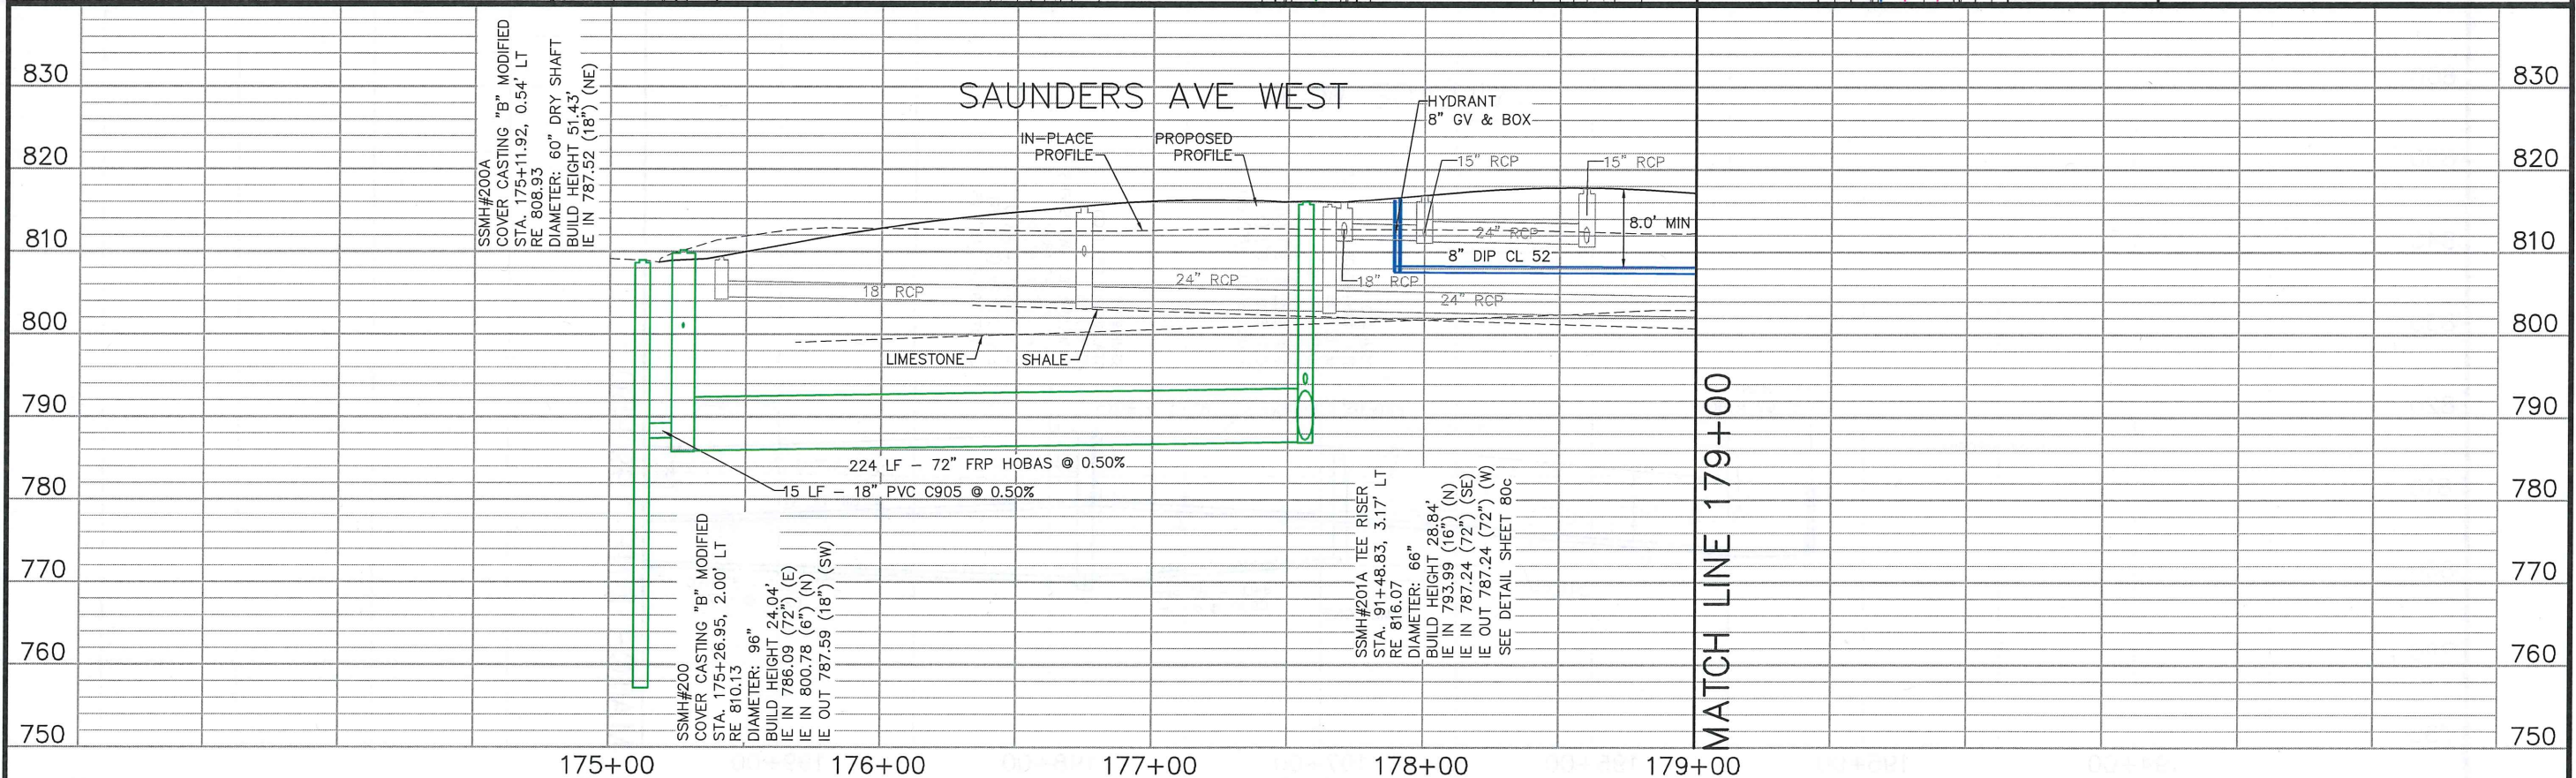 SAUNDERS AVE WEST
SSMH#200A
COVER CASTING "B" MODIFIED
STA. 175+11.92, 0.54' LT
RE 808.93
DIAMETER: 60" DRY SHAFT
BUILD HEIGHT 51.43'
IE IN 787.52 (18") (NE)
IN-PLACE
PROFILE
PROPOSED
PROFILE
HYDRANT
8" GV & BOX
15" RCP
15" RCP
8.0' MIN
24" RCP
8" DIP CL 52
18" RCP
24" RCP
18" RCP
24" RCP
LIMESTONE
SHALE
224 LF - 72" FRP HOBAS @ 0.50%
15 LF - 18" PVC C905 @ 0.50%
SSMH#200
COVER CASTING "B" MODIFIED
STA. 175+26.95, 2.00' LT
RE 810.13
DIAMETER: 96"
BUILD HEIGHT 24.04'
IE IN 786.09 (72") (E)
IE IN 800.78 (6") (N)
IE OUT 787.59 (18") (SW)
SSMH#201A TEE RISER
STA. 91+48.83, 3.17' LT
RE 816.07
DIAMETER: 66"
BUILD HEIGHT 28.84'
IE IN 793.99 (16") (N)
IE IN 787.24 (72") (SE)
IE OUT 787.24 (72") (W)
SEE DETAIL SHEET 80c
MATCH LINE 179+00
830
820
810
800
790
780
770
760
750
830
820
810
800
790
780
770
760
750
175+00
176+00
177+00
178+00
179+00